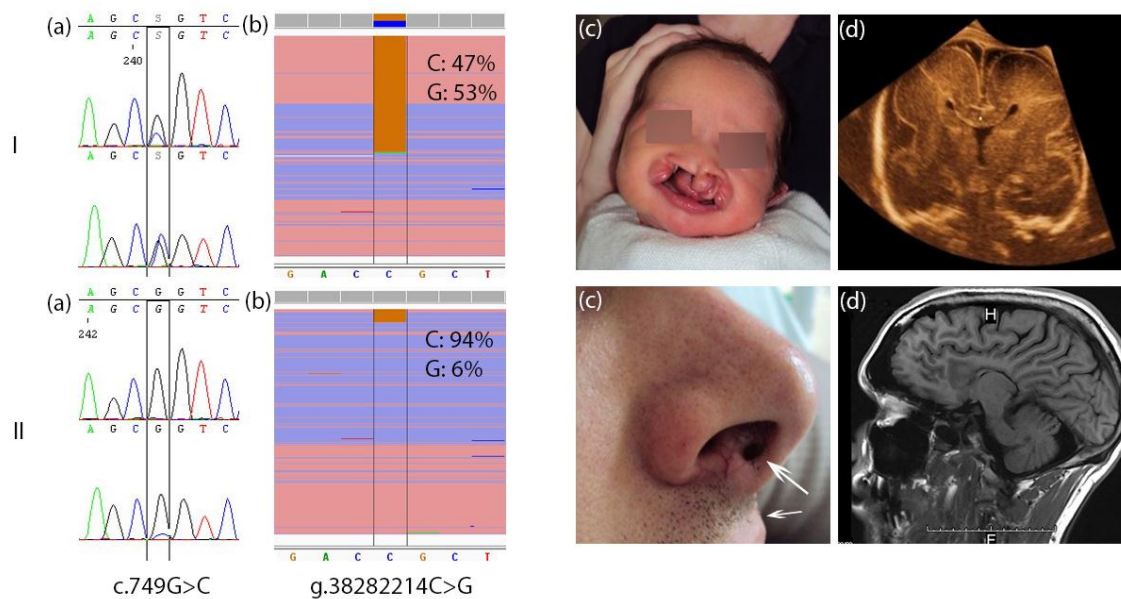 (a)
A G C S G T C
A G C S G T C
240
A G C S G T C
(b)
C: 47%
G: 53%
G A C C G C T
(c)
(d)
I
(a)
A G C G G T C
A G C G G T C
242
A G C G G T C
(b)
C: 94%
G: 6%
G A C C G C T
(c)
(d)
H
F
II
c.749G>C
g.38282214C>G